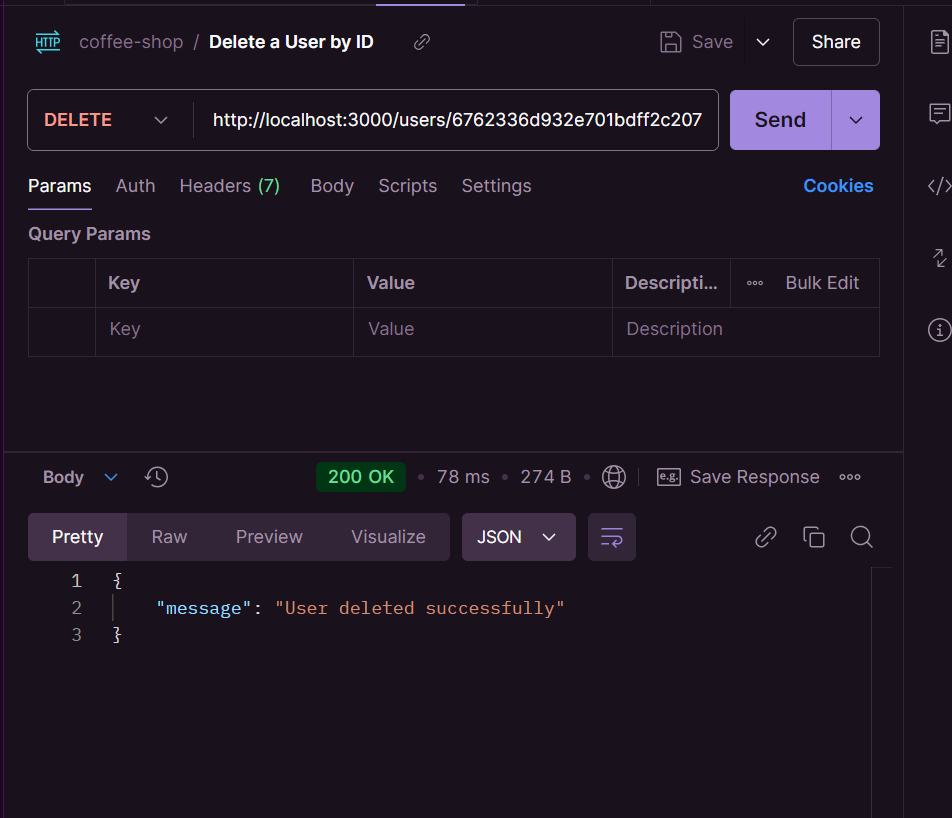 HTTP coffee-shop / Delete a User by ID Save Share
DELETE http://localhost:3000/users/6762336d932e701bdff2c207 Send
Params Auth Headers (7) Body Scripts Settings Cookies
Query Params
Key Value Descripti... Bulk Edit
Key Value Description
Body 200 OK • 78 ms • 274 B • e.g. Save Response
Pretty Raw Preview Visualize JSON
1 {
2 "message": "User deleted successfully"
3 }